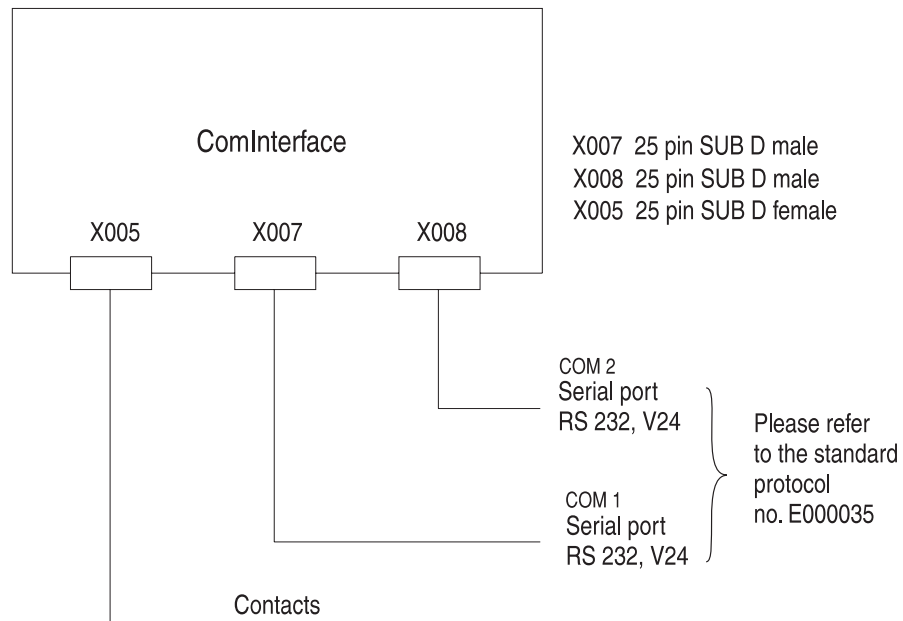 ComInterface
X007 25 pin SUB D male
X008 25 pin SUB D male
X005 25 pin SUB D female
X005
X007
X008
COM 2
Serial port
RS 232, V24
Please refer
to the standard
protocol
no. E000035
COM 1
Serial port
RS 232, V24
Contacts